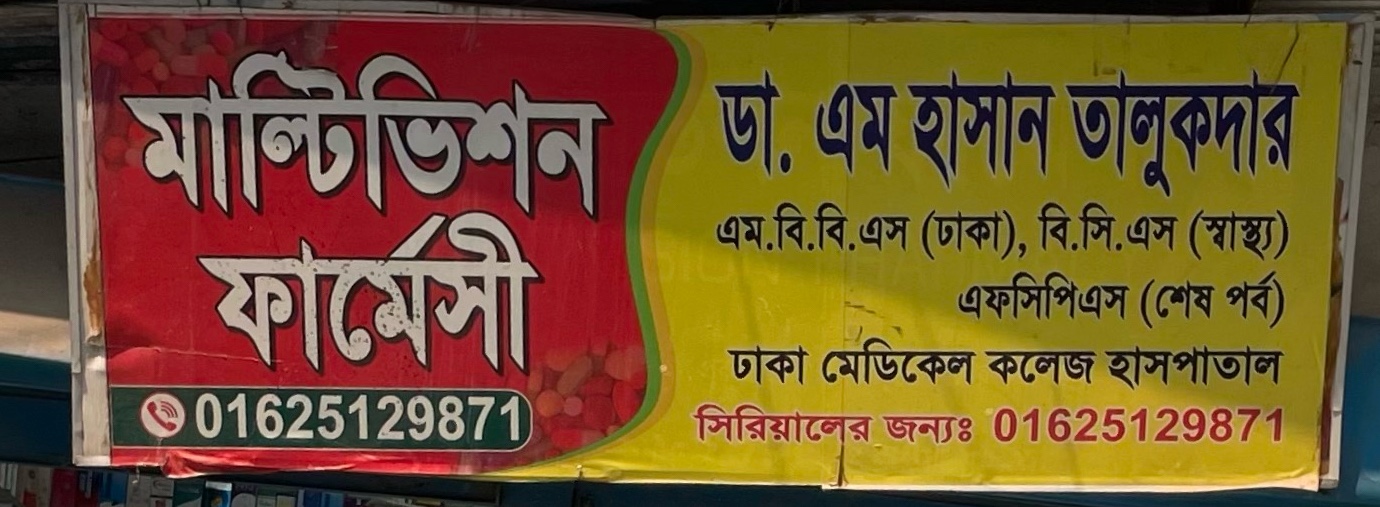 মাল্টিভিশন
ফার্মেসী
01625129871
ডা. এম হাসান তালুকদার
এম.বি.বি.এস (ঢাকা), বি.সি.এস (স্বাস্থ্য)
এফসিপিএস (শেষ পর্ব)
ঢাকা মেডিকেল কলেজ হাসপাতাল
সিরিয়ালের জন্যঃ 01625129871